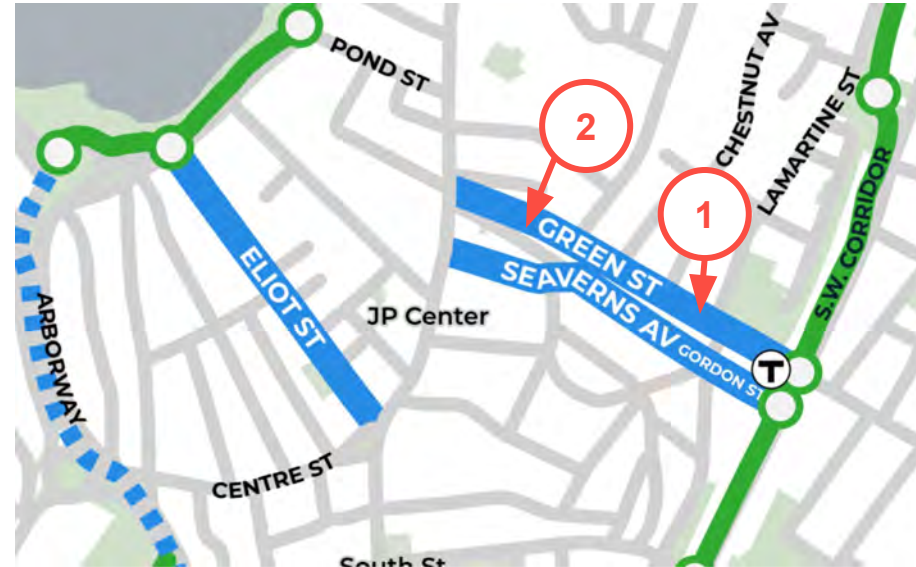 POND ST
CHESTNUT AV
LAMARTINE ST
2
1
S.W. CORRIDOR
GREEN ST
SEAVERNS AV
GORDON ST
T
ELIOT ST
JP Center
ARBORWAY
CENTRE ST
South St